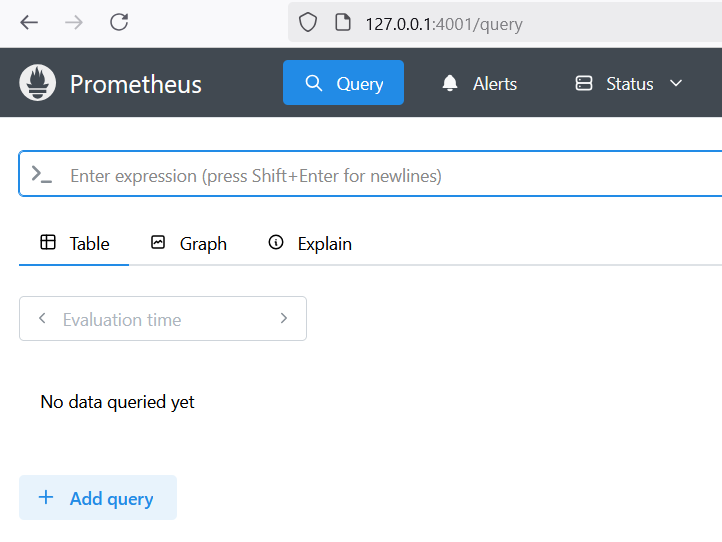 127.0.0.1:4001/query
Prometheus Query Alerts Status
Enter expression (press Shift+Enter for newlines)
Table Graph Explain
Evaluation time
No data queried yet
Add query